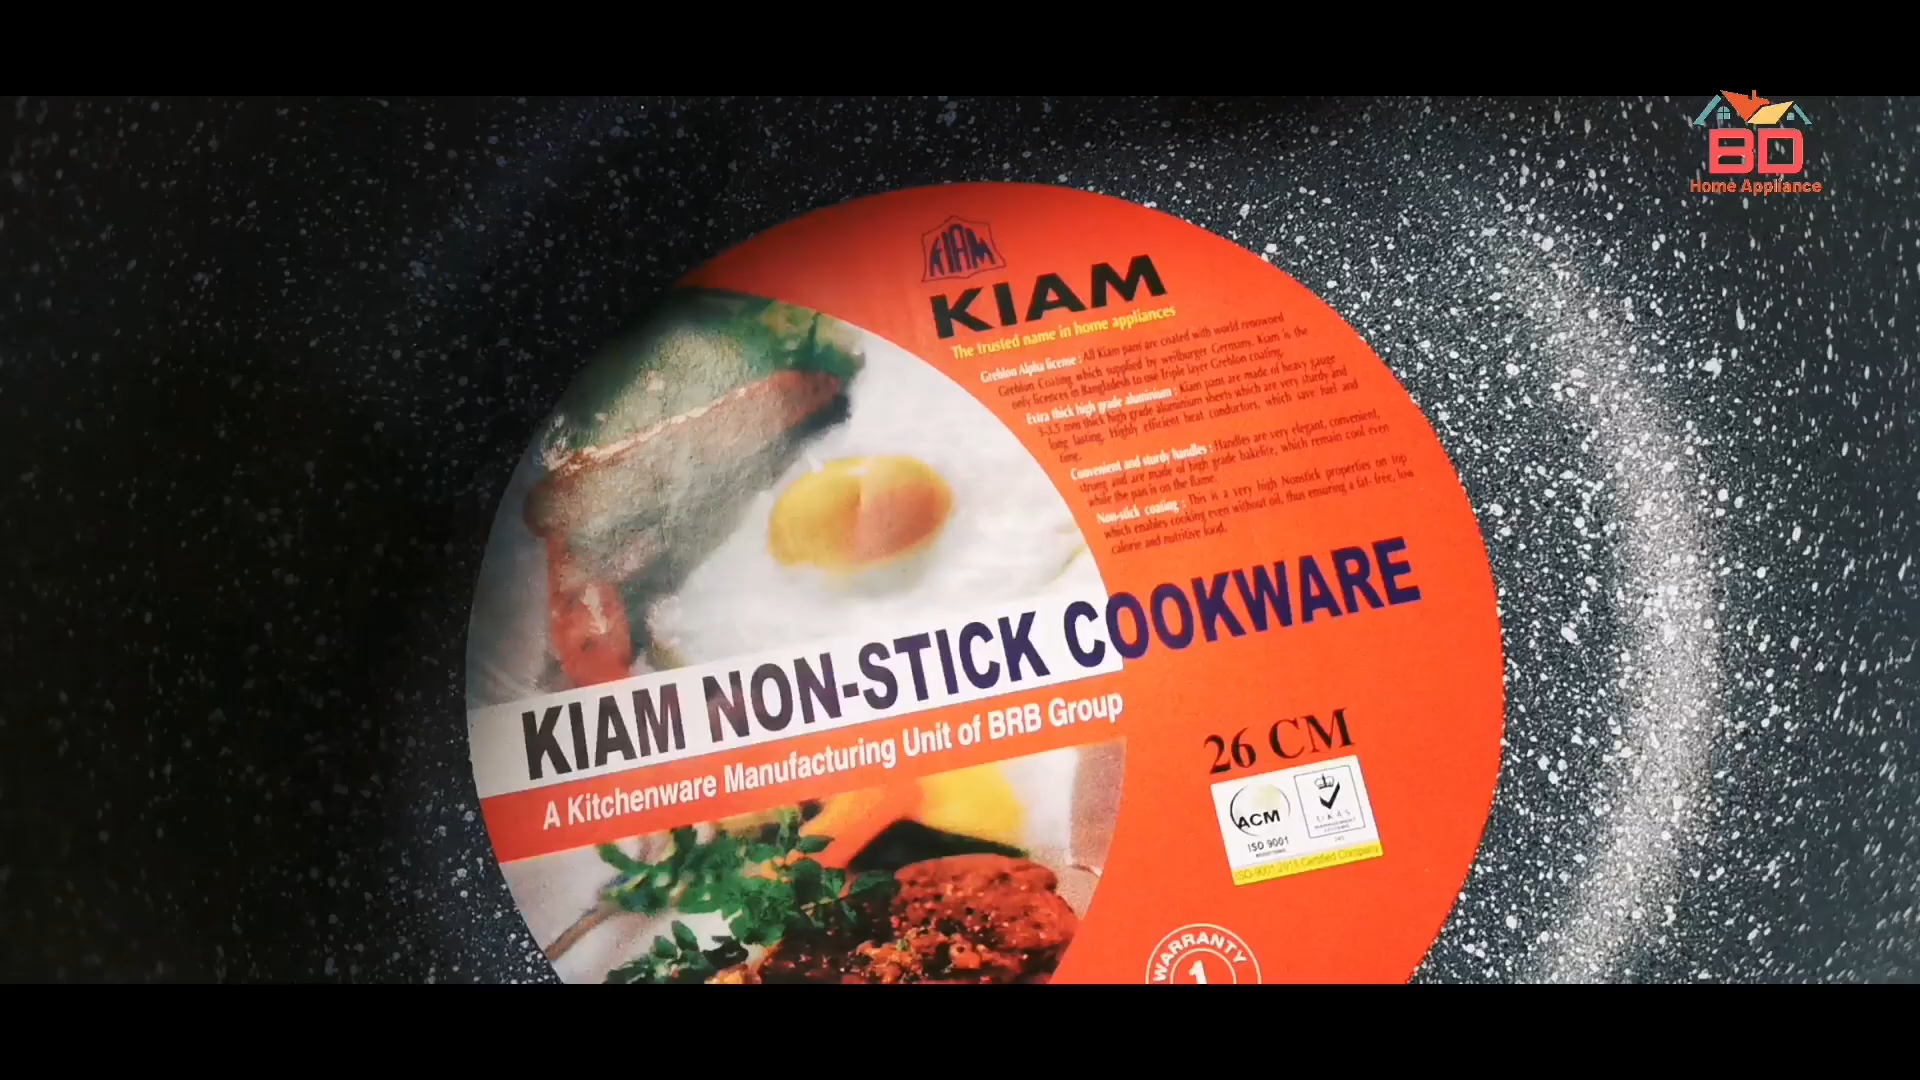 BD
Home Appliance
KIAM
KIAM
The trusted name in home appliances
Greblon Alpha license : All Kiam pans are coated with world renowned
Greblon Coating which supplied by weilburger Germany. Kiam is the
only licences in Bangladesh to use Triple layer Greblon coating.
Extra thick high grade aluminium : Kiam pans are made of heavy gauge
3-3.5 mm thick high grade aluminium sheets which are very sturdy and
long lasting. Highly efficient heat condurtors, which save fuel and
time.
Convenient and sturdy handles : Handles are very elegant, convenient,
strong and are made of high grade bakelite, which remain cool even
while the pan is on the flame.
Non-stick coating : This is a very high Nonstick properties on top
which enables cooking even without oil, thus ensuring a fat- free, low
calorie and nutritive food.
KIAM NON-STICK COOKWARE
A Kitchenware Manufacturing Unit of BRB Group
26 CM
ACM
ISO 9001
UKAS
ISO-9001:2015 Certified Company
WARRANTY
1